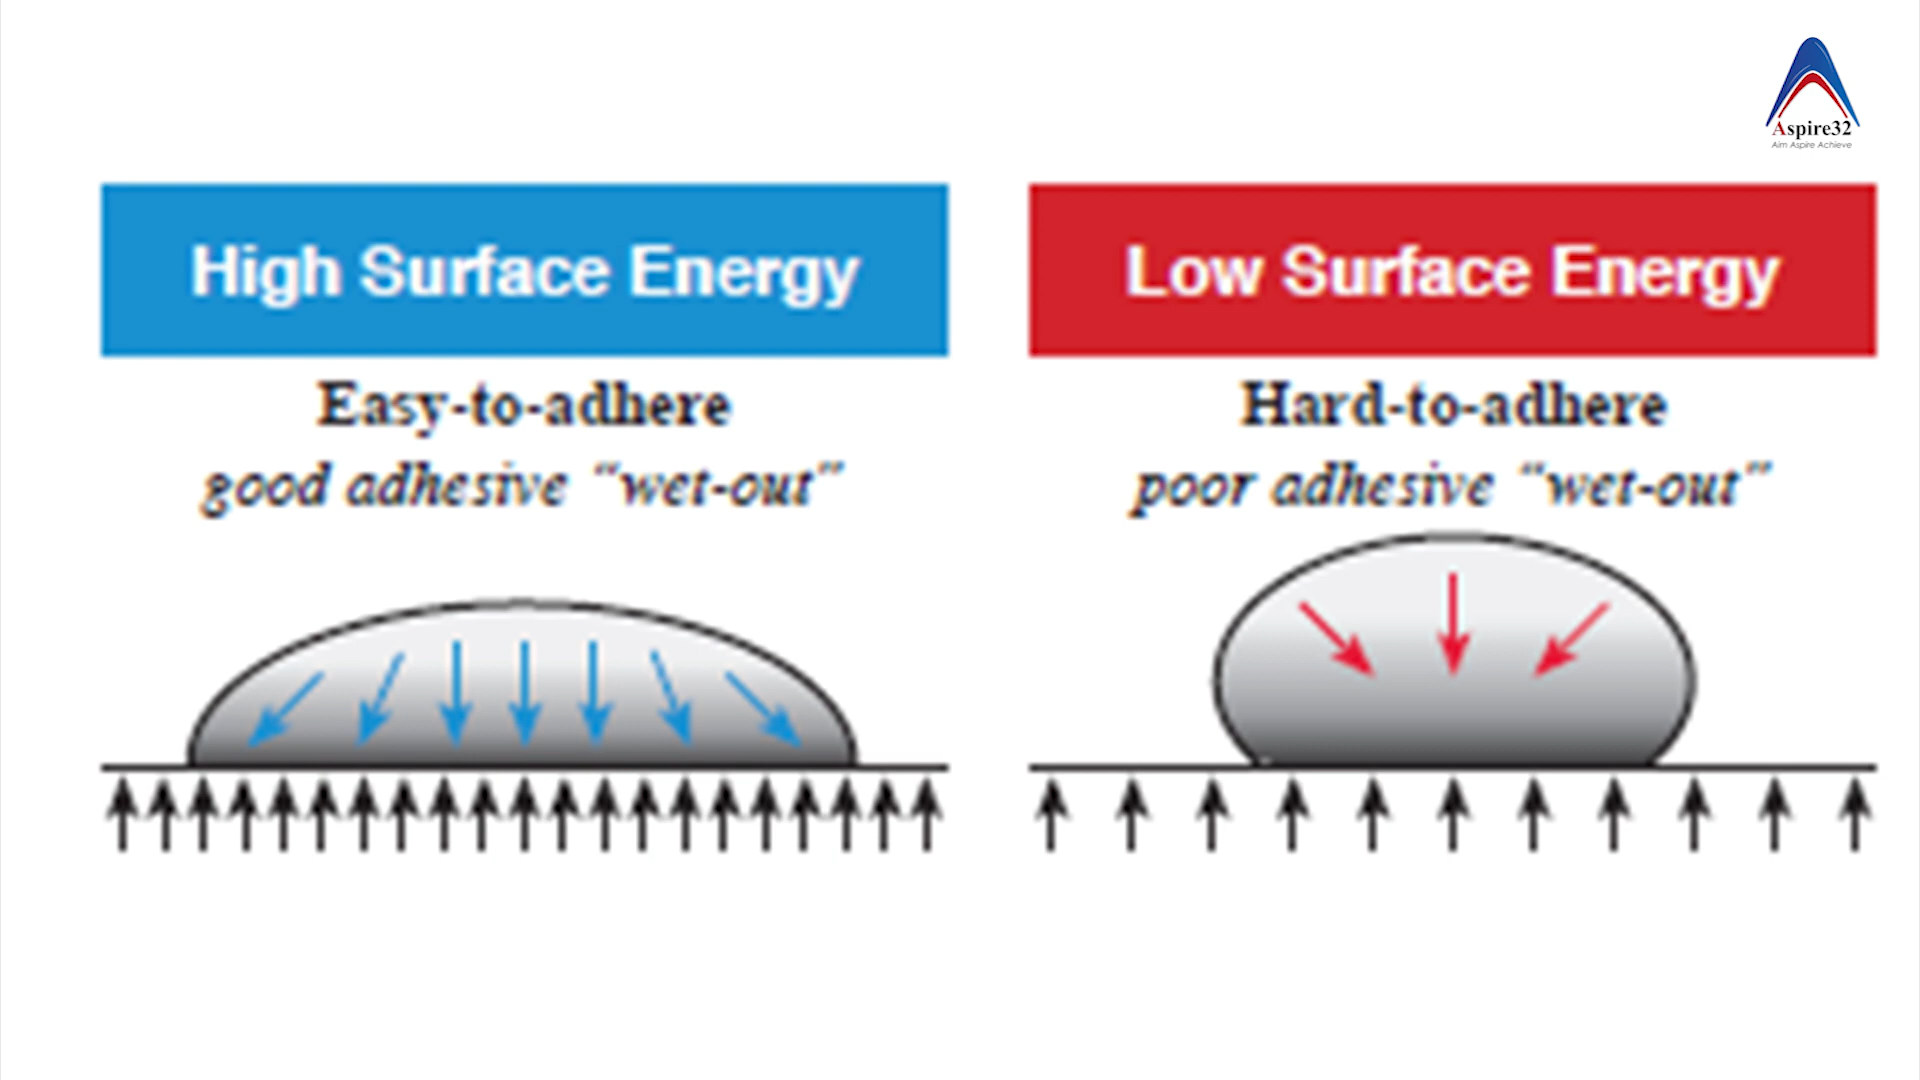 Aspire32
Aim Aspire Achieve
High Surface Energy
Easy-to-adhere
good adhesive “wet-out”
Low Surface Energy
Hard-to-adhere
poor adhesive “wet-out”